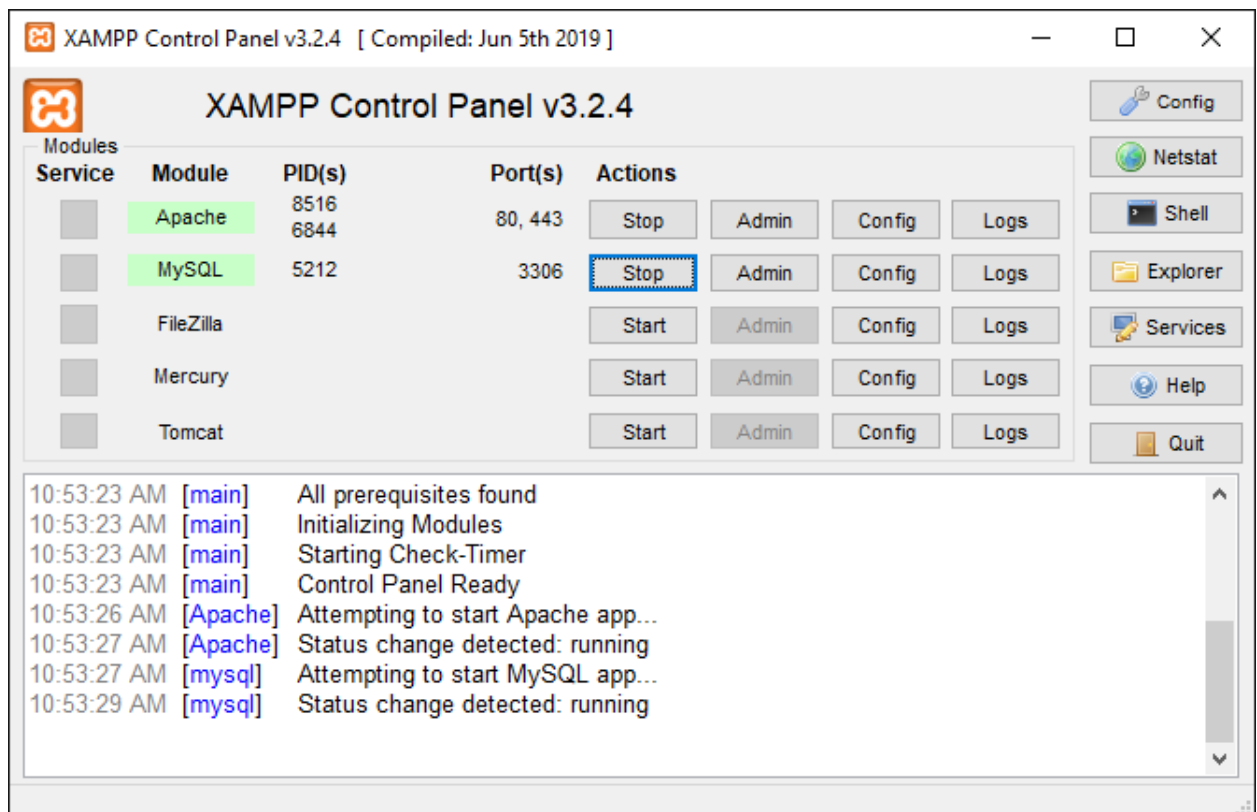 XAMPP Control Panel v3.2.4 [ Compiled: Jun 5th 2019 ]
XAMPP Control Panel v3.2.4
Config
Modules
Netstat
Service Module PID(s) Port(s) Actions
Apache 8516 6844 80, 443 Stop Admin Config Logs
Shell
MySQL 5212 3306 Stop Admin Config Logs
Explorer
FileZilla Start Admin Config Logs
Services
Mercury Start Admin Config Logs
Help
Tomcat Start Admin Config Logs
Quit
10:53:23 AM [main] All prerequisites found
10:53:23 AM [main] Initializing Modules
10:53:23 AM [main] Starting Check-Timer
10:53:23 AM [main] Control Panel Ready
10:53:26 AM [Apache] Attempting to start Apache app...
10:53:27 AM [Apache] Status change detected: running
10:53:27 AM [mysql] Attempting to start MySQL app...
10:53:29 AM [mysql] Status change detected: running